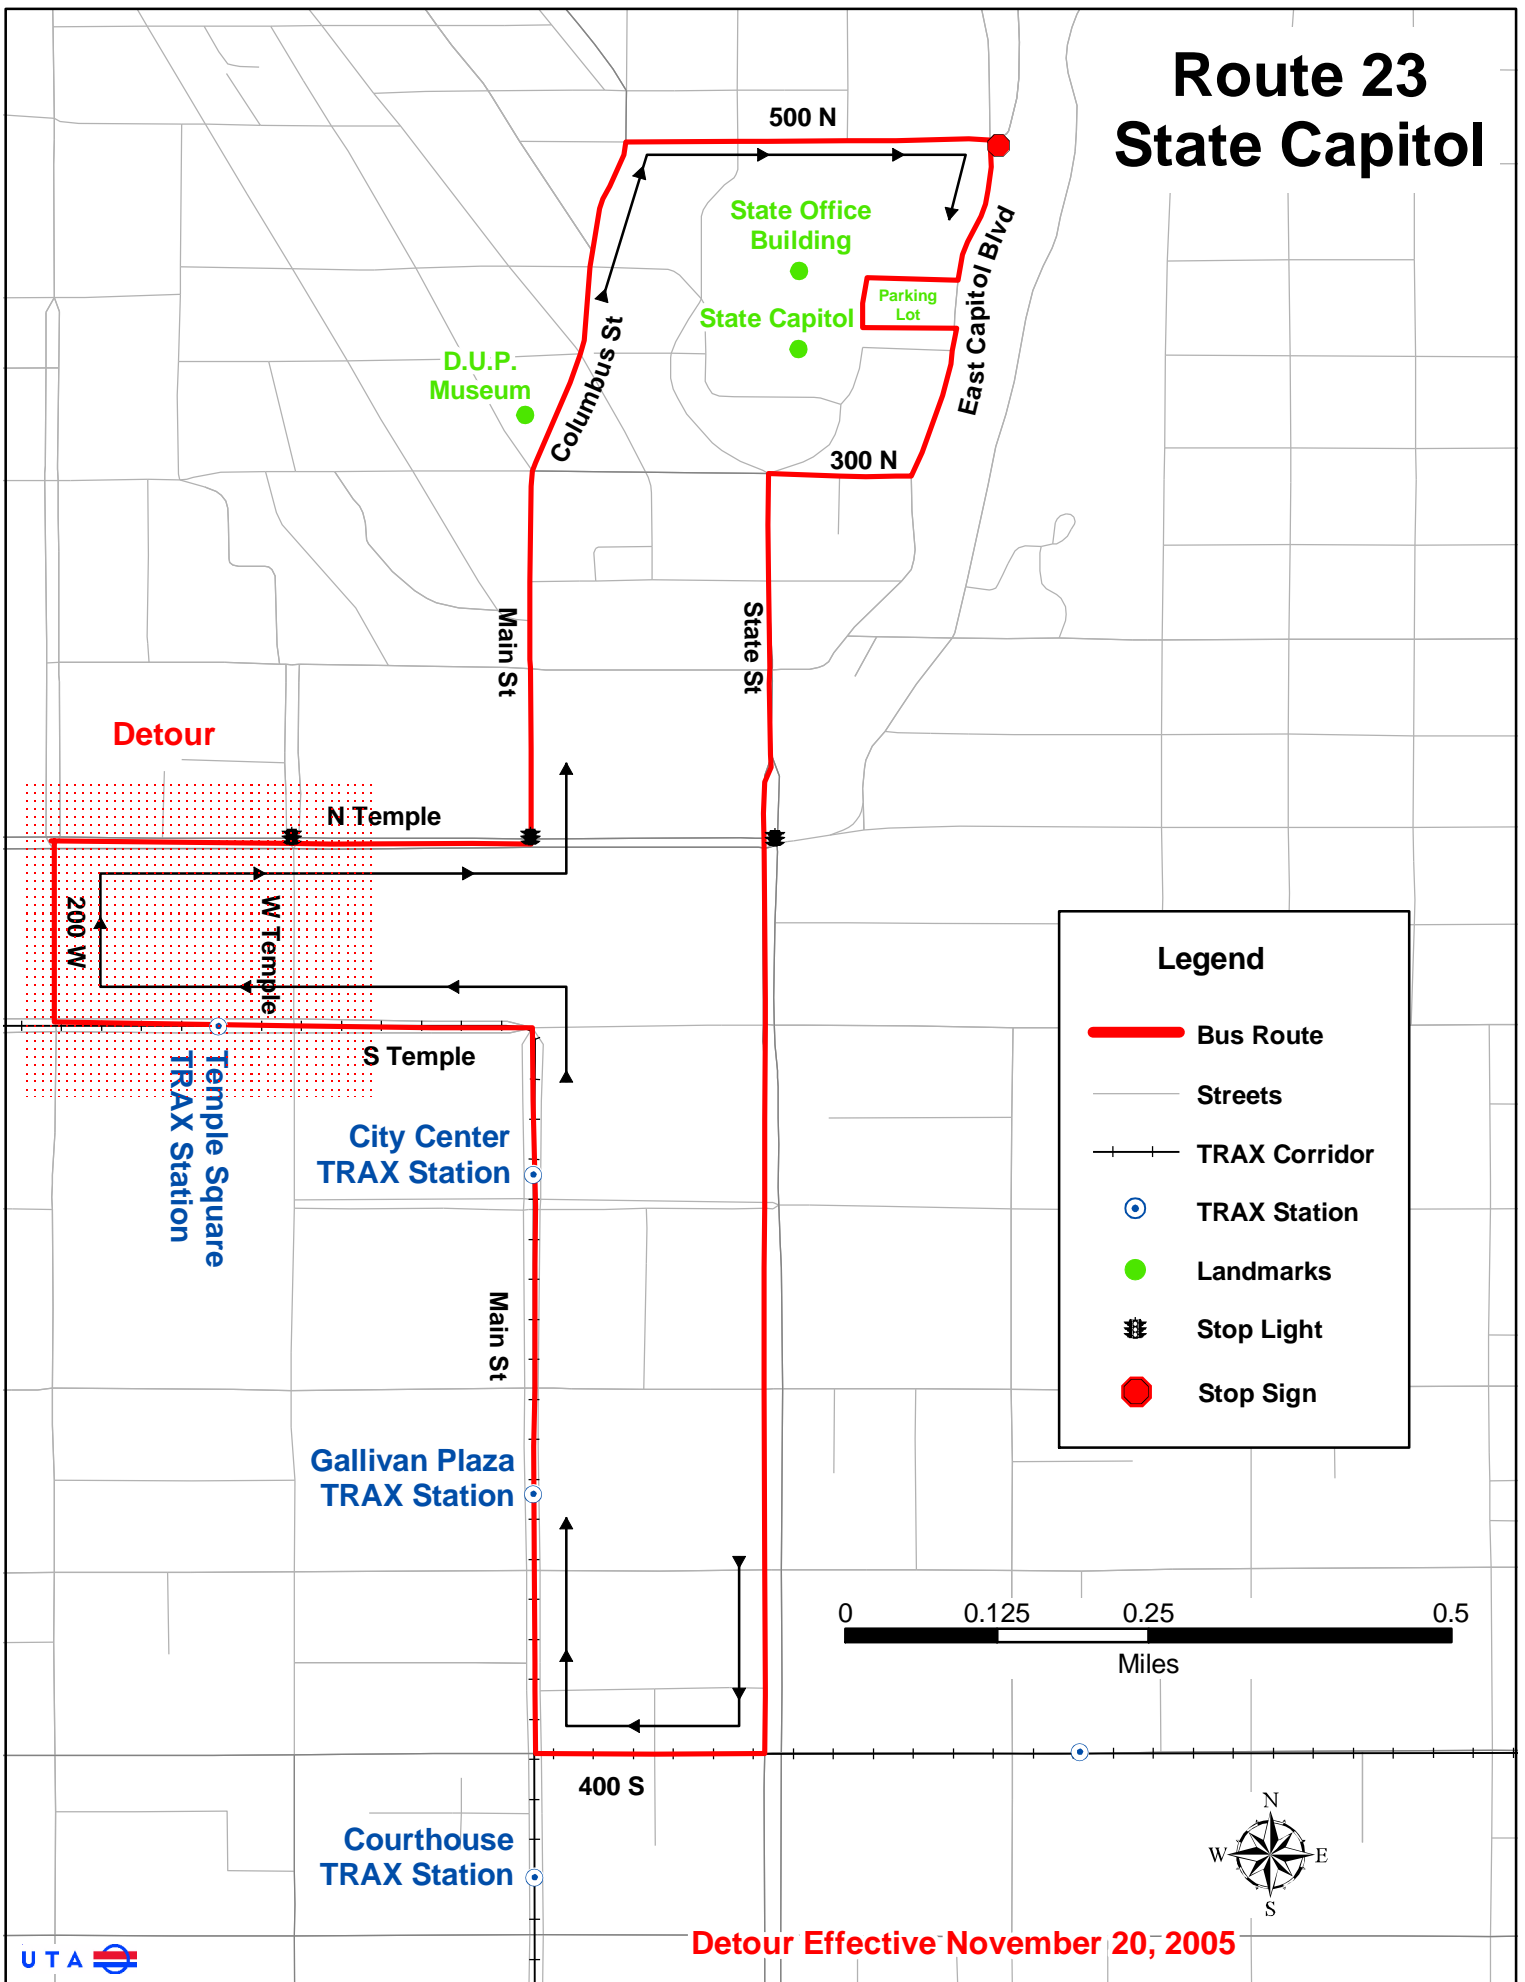 Route 23
State Capitol
500 N
State Office
Building
East Capitol Blvd
Parking
Lot
State Capitol
Columbus St
D.U.P.
Museum
300 N
Main St
State St
Detour
N Temple
200 W
W Temple
S Temple
Temple Square
TRAX Station
City Center
TRAX Station
Main St
Gallivan Plaza
TRAX Station
Legend
Bus Route
Streets
TRAX Corridor
TRAX Station
Landmarks
Stop Light
Stop Sign
0 0.125 0.25 0.5
Miles
400 S
Courthouse
TRAX Station
N
W E
S
Detour Effective November 20, 2005
UTA